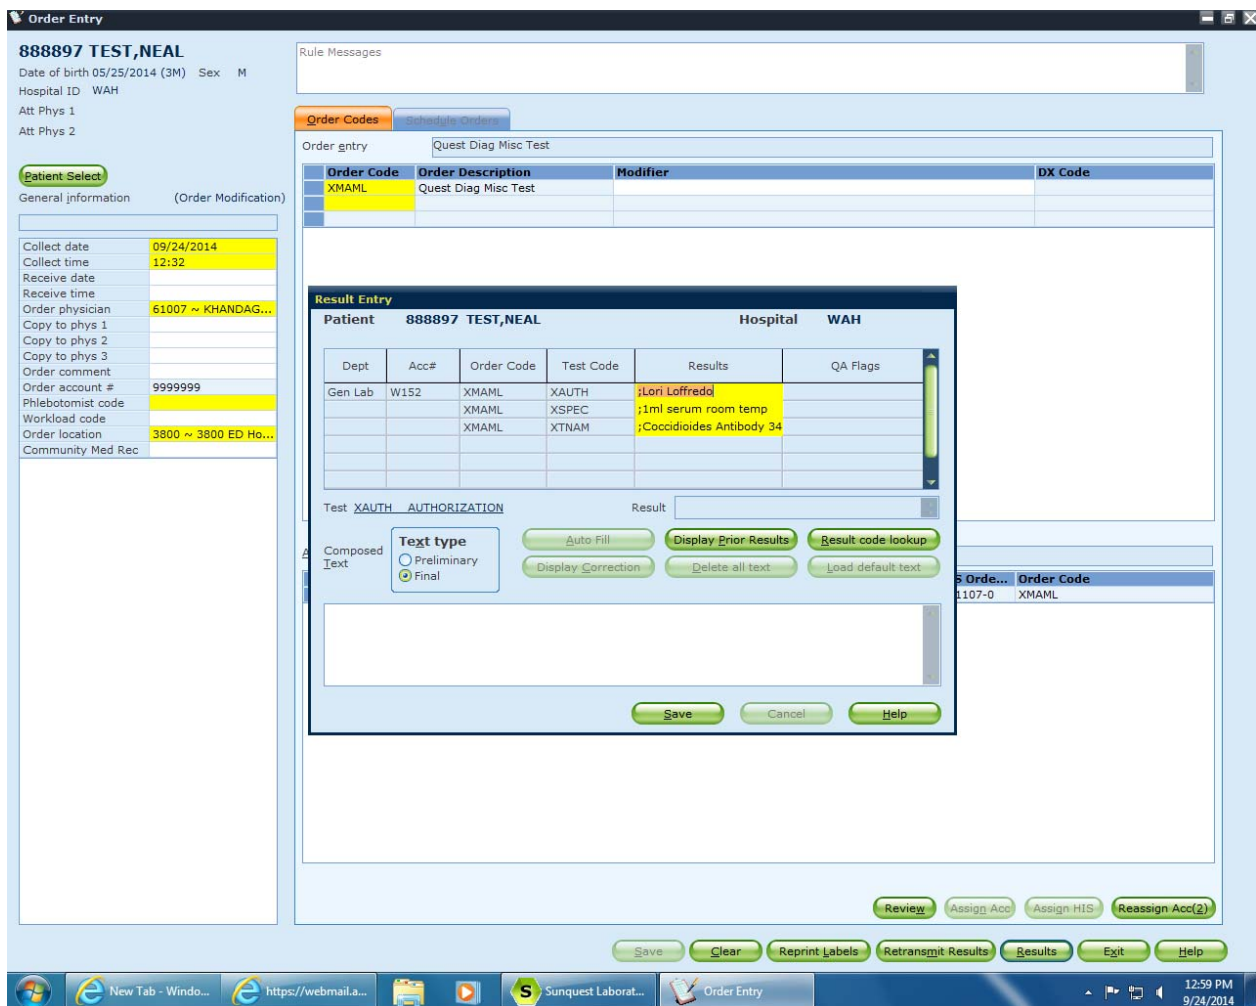 Order Entry
888897 TEST,NEAL
Date of birth 05/25/2014 (3M) Sex M
Hospital ID WAH
Att Phys 1
Att Phys 2
Patient Select
General information (Order Modification)
Collect date 09/24/2014
Collect time 12:32
Receive date
Receive time
Order physician 61007 ~ KHANDAG...
Copy to phys 1
Copy to phys 2
Copy to phys 3
Order comment
Order account # 9999999
Phlebotomist code
Workload code
Order location 3800 ~ 3800 ED Ho...
Community Med Rec
Rule Messages
Order Codes Schedule Orders
Order entry Quest Diag Misc Test
Order Code Order Description Modifier DX Code
XMAML Quest Diag Misc Test
Result Entry
Patient 888897 TEST,NEAL Hospital WAH
Dept Acc# Order Code Test Code Results QA Flags
Gen Lab W152 XMAML XAUTH ;Lori Loffredo
XMAML XSPEC ;1ml serum room temp
XMAML XTNAM ;Coccidioides Antibody 34
Test XAUTH AUTHORIZATION Result
Composed Text
Text type
Preliminary
Final
Auto Fill Display Prior Results Result code lookup
Display Correction Delete all text Load default text
Save Cancel Help
S Orde... Order Code
1107-0 XMAML
Review Assign Acc Assign HIS Reassign Acc(2)
Save Clear Reprint Labels Retransmit Results Results Exit Help
New Tab - Windo... https://webmail.a... S Sunquest Laborat... Order Entry
12:59 PM
9/24/2014